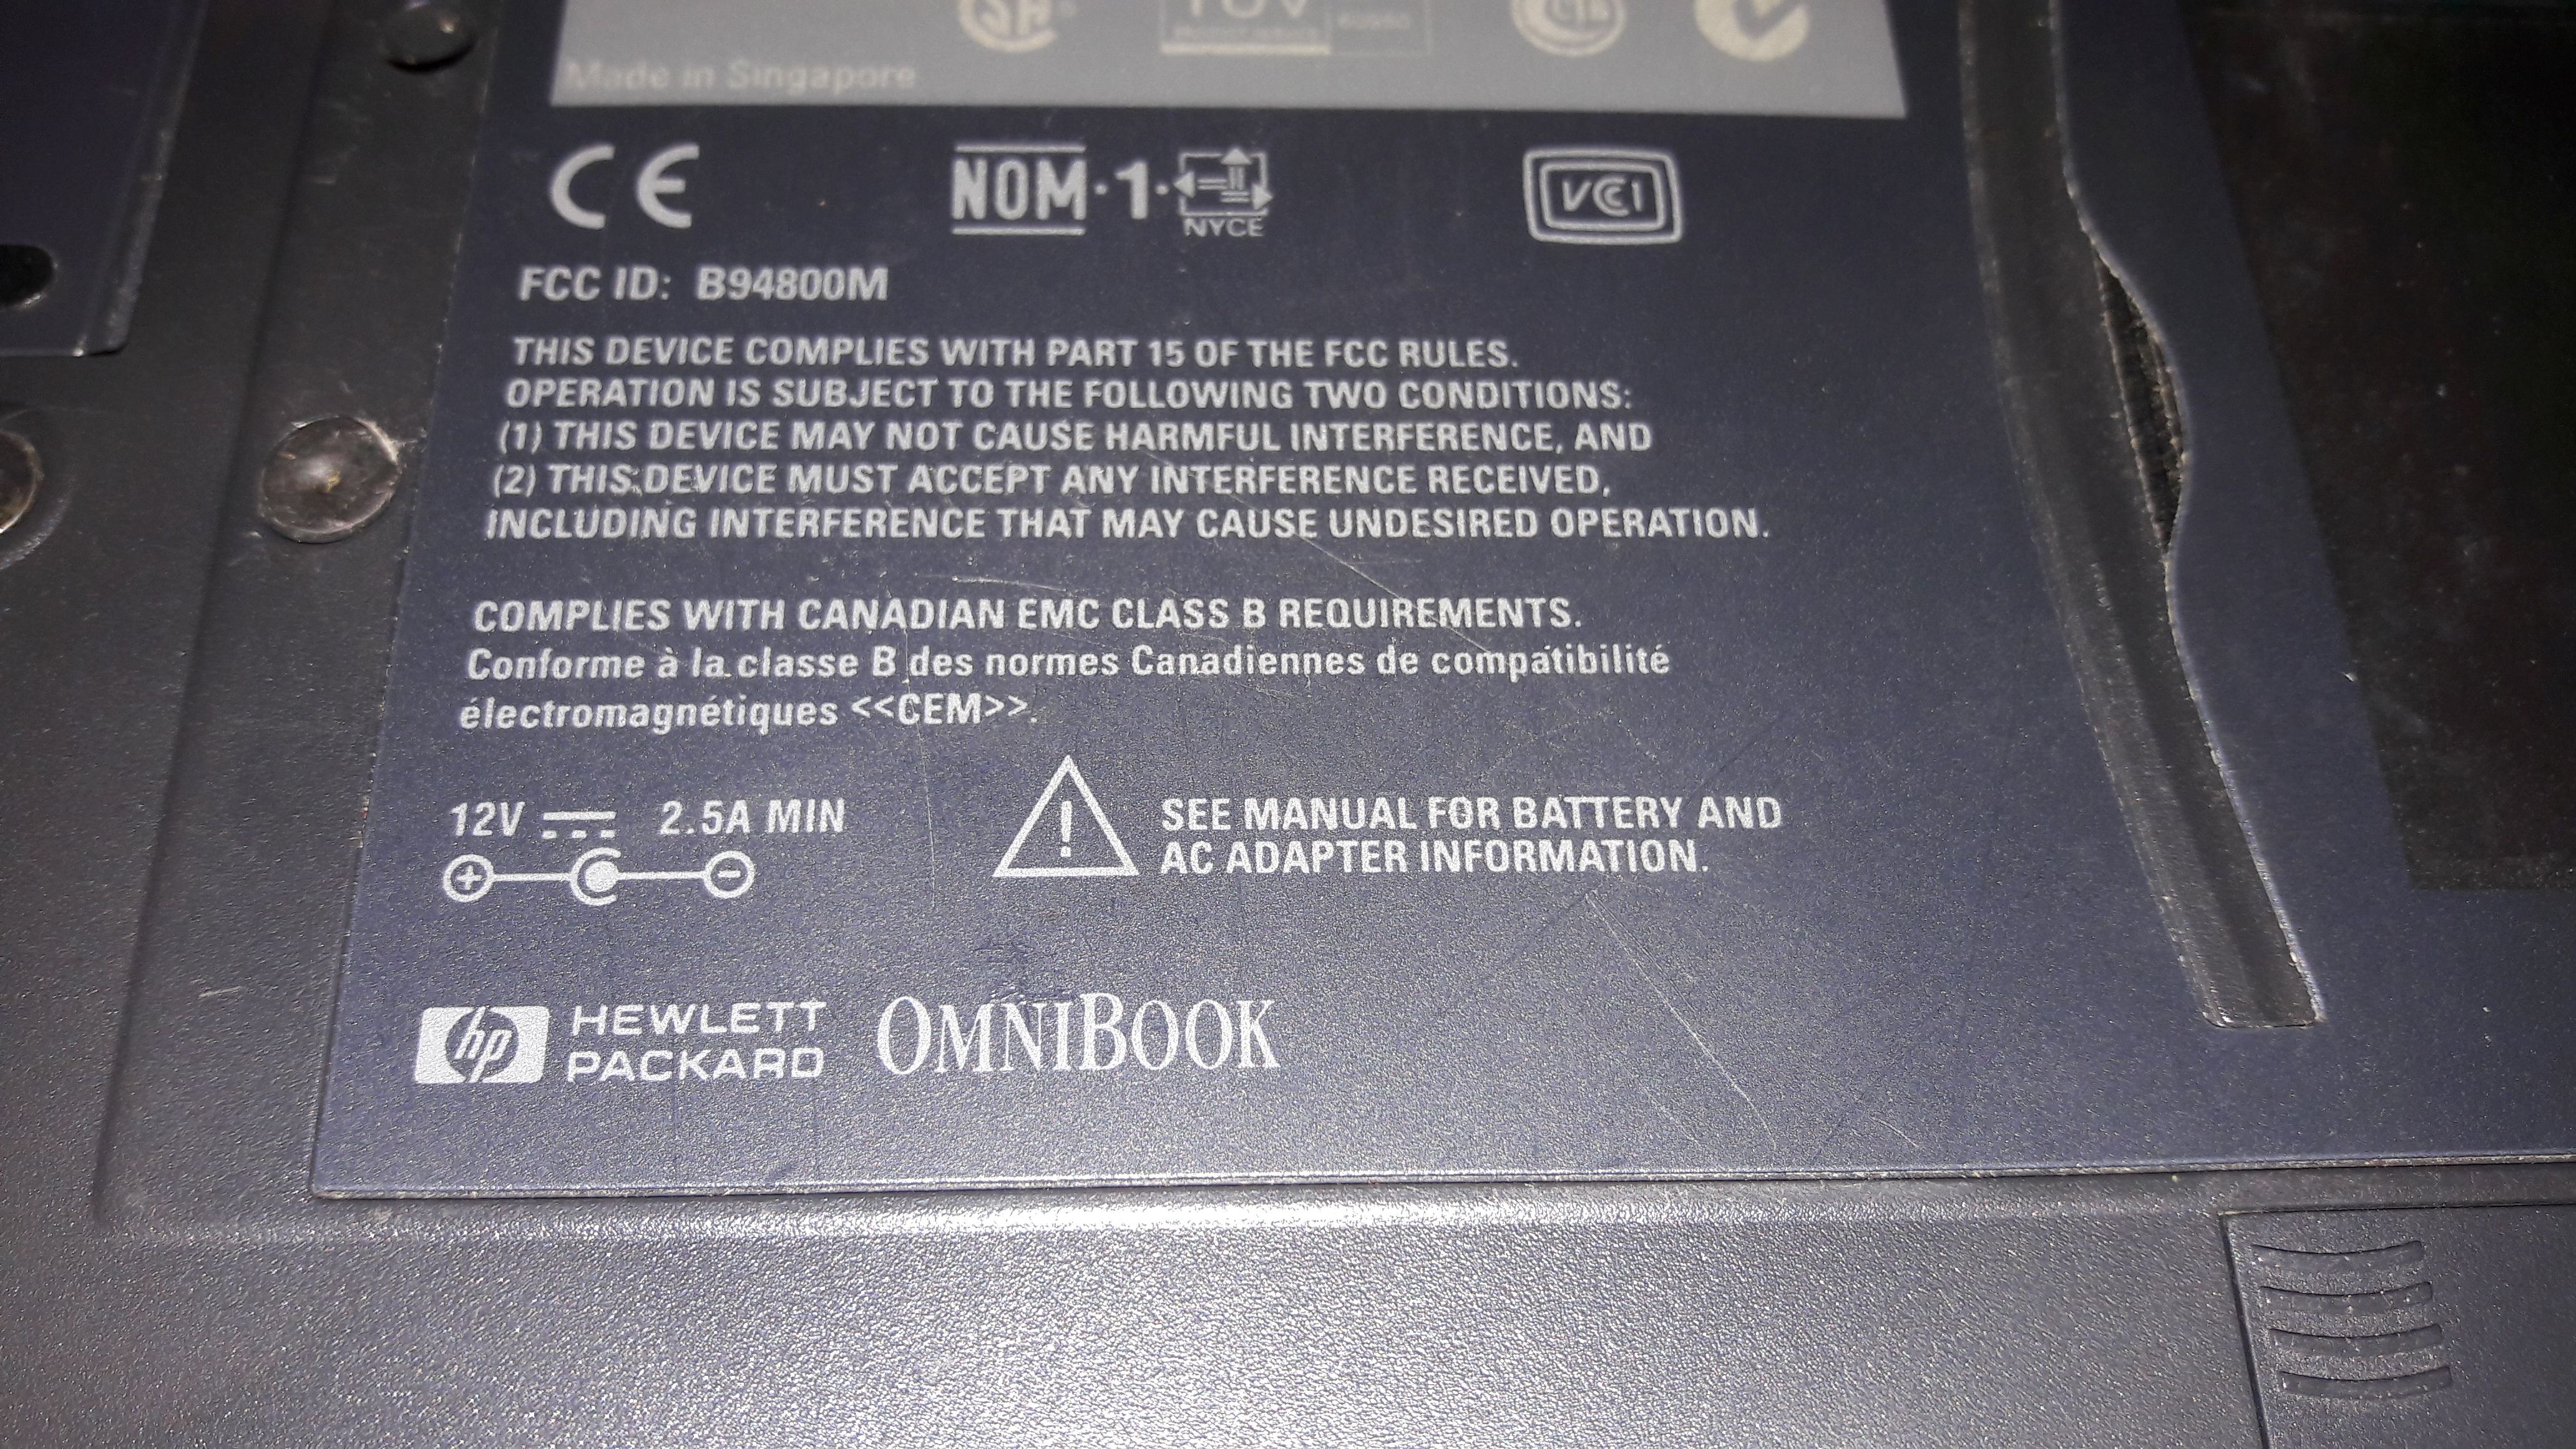 Made in Singapore
CE
NOM·1·
NYCE
VCCI
FCC ID: B94800M
THIS DEVICE COMPLIES WITH PART 15 OF THE FCC RULES.
OPERATION IS SUBJECT TO THE FOLLOWING TWO CONDITIONS:
(1) THIS DEVICE MAY NOT CAUSE HARMFUL INTERFERENCE, AND
(2) THIS DEVICE MUST ACCEPT ANY INTERFERENCE RECEIVED,
INCLUDING INTERFERENCE THAT MAY CAUSE UNDESIRED OPERATION.
COMPLIES WITH CANADIAN EMC CLASS B REQUIREMENTS.
Conforme à la classe B des normes Canadiennes de compatibilité
électromagnétiques <<CEM>>.
12V 2.5A MIN
SEE MANUAL FOR BATTERY AND
AC ADAPTER INFORMATION.
hp HEWLETT
PACKARD
OMNIBOOK